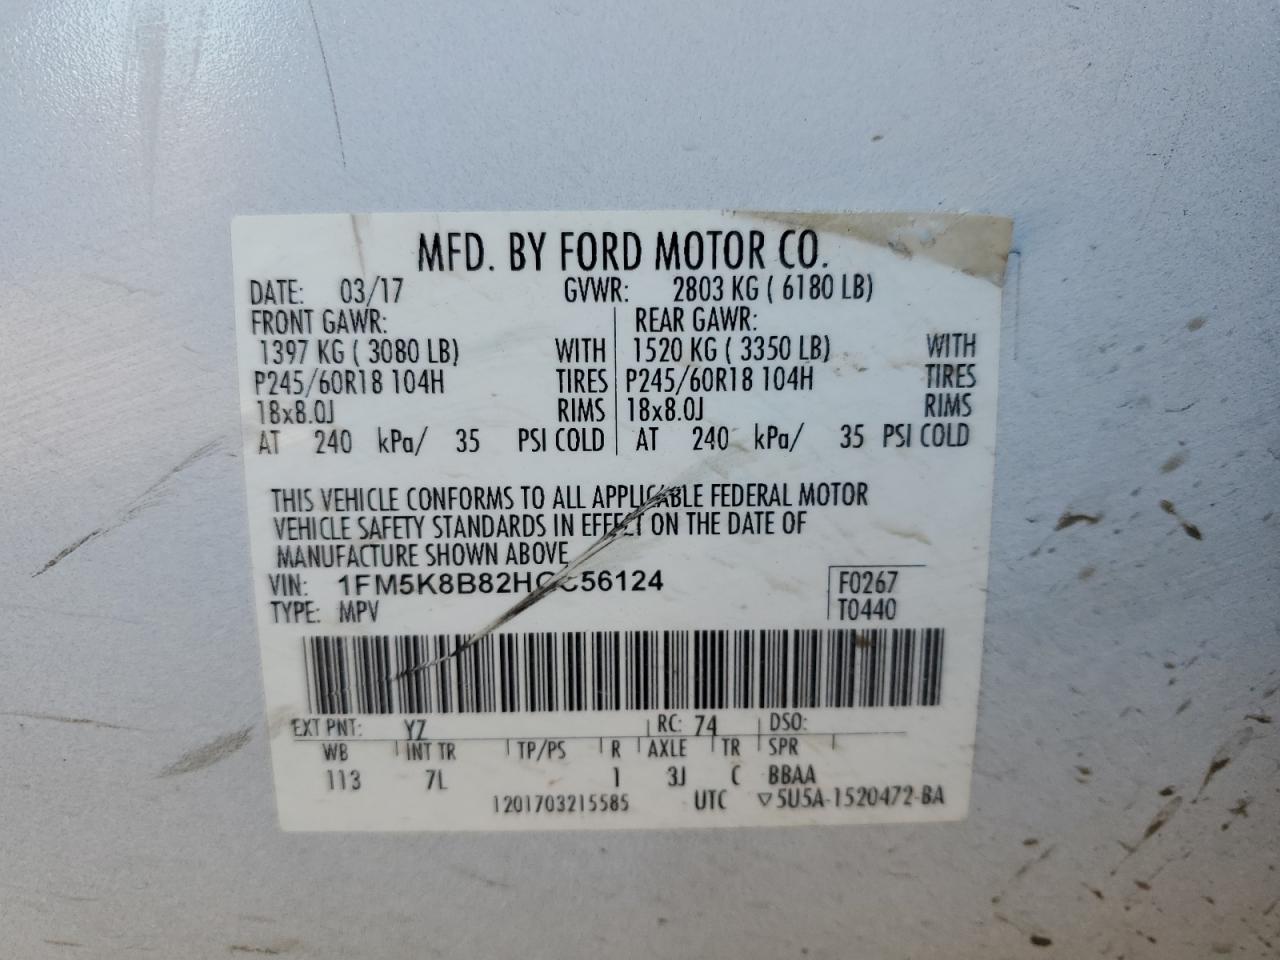 MFD. BY FORD MOTOR CO.
DATE: 03/17 GVWR: 2803 KG ( 6180 LB)
FRONT GAWR: REAR GAWR:
1397 KG ( 3080 LB) WITH 1520 KG ( 3350 LB) WITH
P245/60R18 104H TIRES P245/60R18 104H TIRES
18x8.0J RIMS 18x8.0J RIMS
AT 240 kPa/ 35 PSI COLD AT 240 kPa/ 35 PSI COLD
THIS VEHICLE CONFORMS TO ALL APPLICABLE FEDERAL MOTOR
VEHICLE SAFETY STANDARDS IN EFFECT ON THE DATE OF
MANUFACTURE SHOWN ABOVE
VIN: F0267
TYPE: MPV T0440
EXT PNT: YZ RC: 74 DSO:
WB INT TR TP/PS R AXLE TR SPR
113 7L 1 3J C BBAA
1201703215585 UTC ▽5U5A-1520472-BA